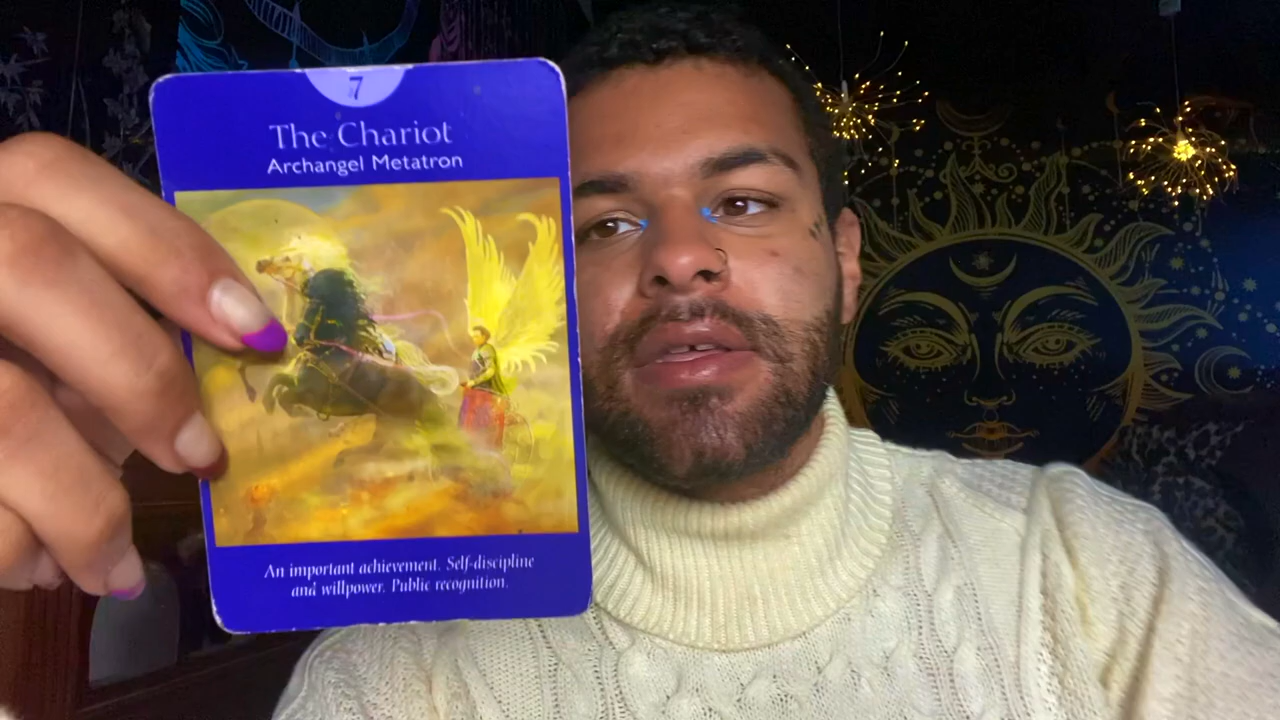 7
The Chariot
Archangel Metatron
An important achievement. Self-discipline
and willpower. Public recognition.